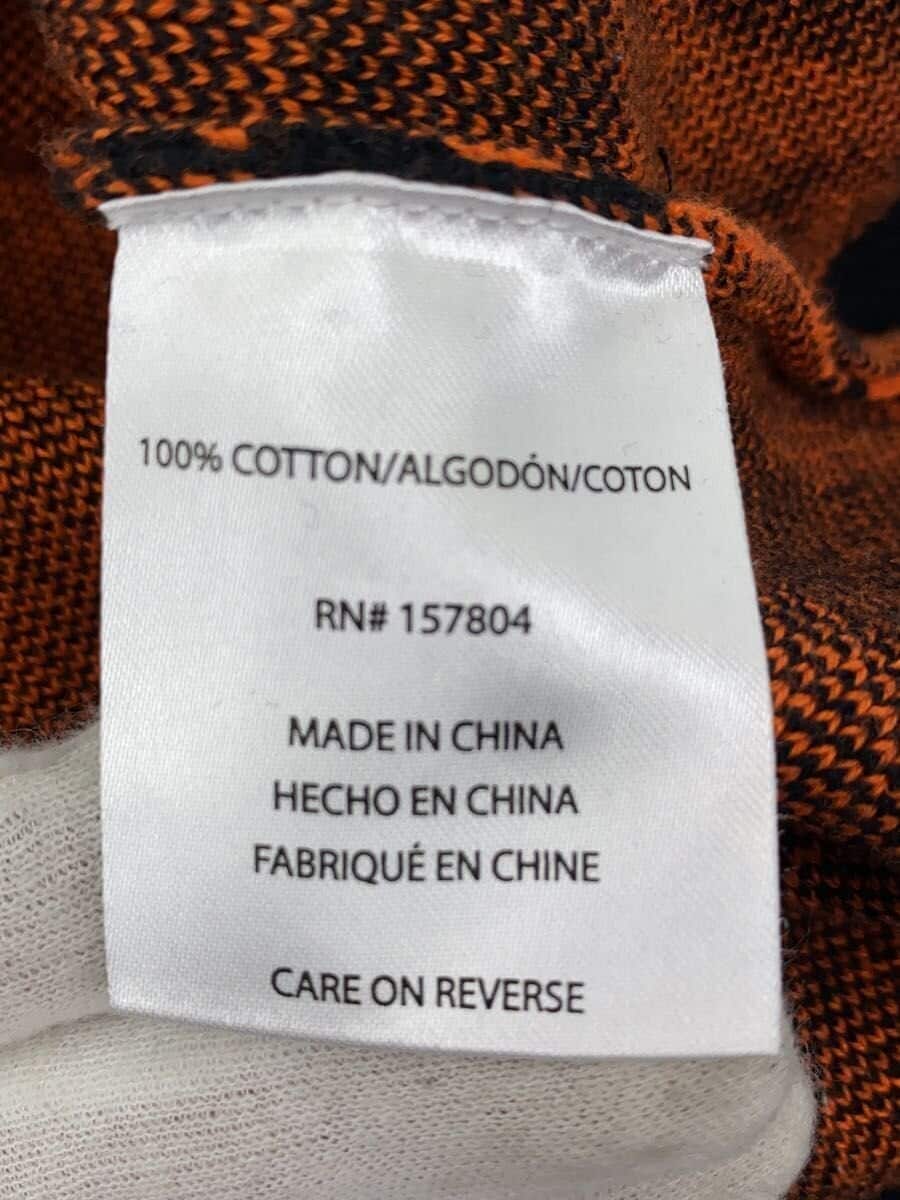 100% COTTON/ALGODÓN/COTON
RN# 157804
MADE IN CHINA
HECHO EN CHINA
FABRIQUÉ EN CHINE
CARE ON REVERSE